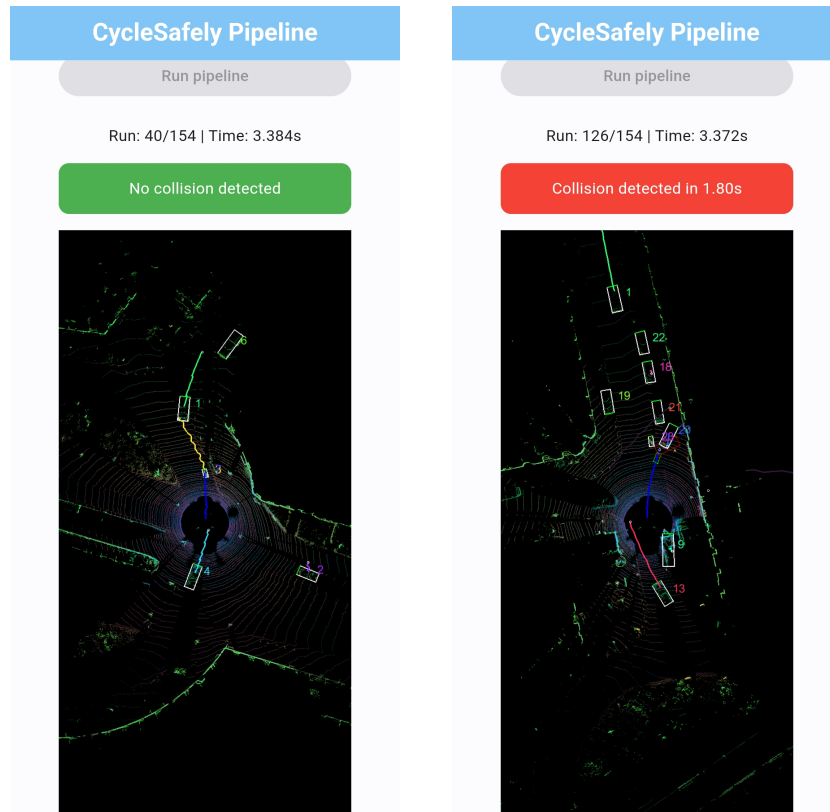 CycleSafely Pipeline
Run pipeline
Run: 40/154 | Time: 3.384s
No collision detected
6
1
3
4
2
CycleSafely Pipeline
Run pipeline
Run: 126/154 | Time: 3.372s
Collision detected in 1.80s
1
22
18
19
21
9
13